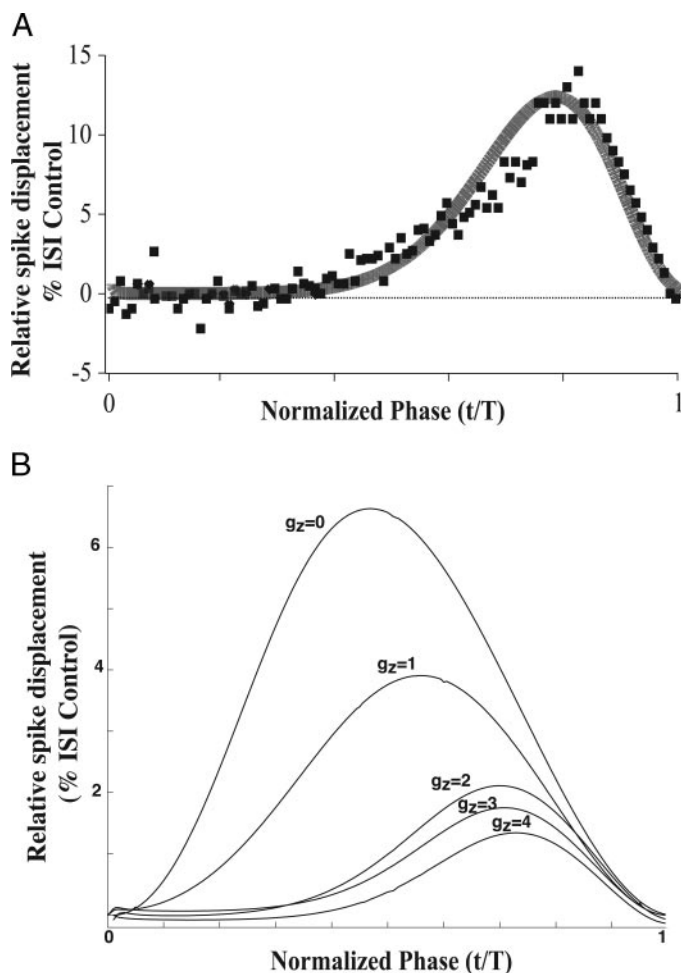 A
Relative spike displacement
% ISI Control
15
10
5
0
-5
0
Normalized Phase (t/T)
1
B
Relative spike displacement
(% ISI Control)
6
4
2
0
gz=0
gz=1
gz=2
gz=3
gz=4
Normalized Phase (t/T)
1